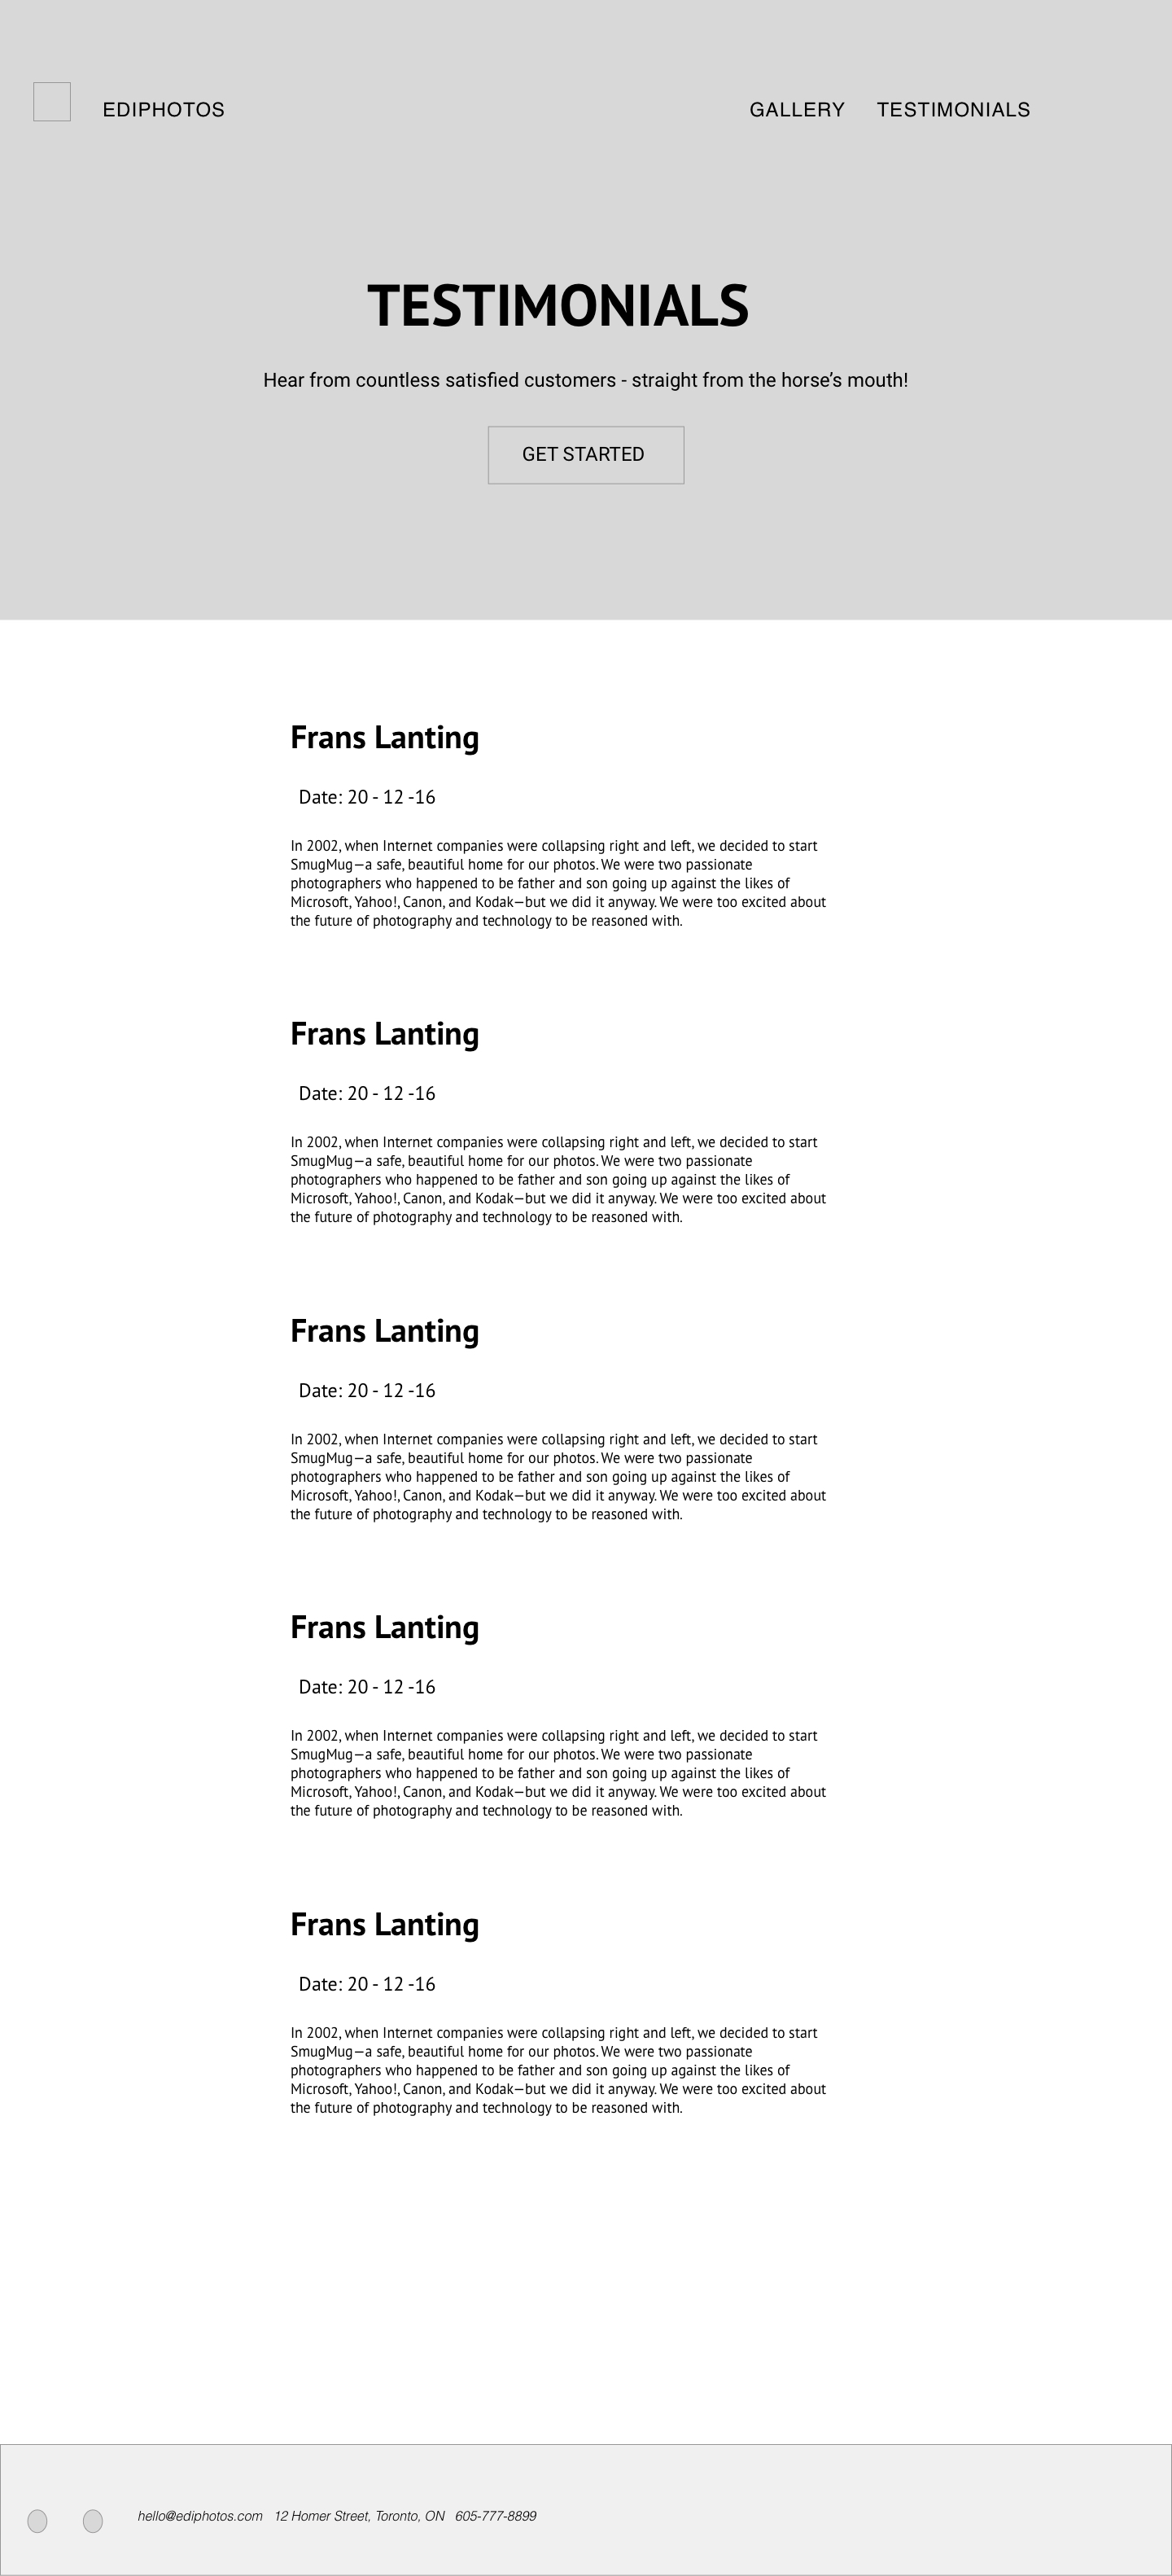 EDIPHOTOS
GALLERY TESTIMONIALS
TESTIMONIALS
Hear from countless satisfied customers - straight from the horse’s mouth!
GET STARTED
Frans Lanting
Date: 20 - 12 -16
In 2002, when Internet companies were collapsing right and left, we decided to start
SmugMug—a safe, beautiful home for our photos. We were two passionate
photographers who happened to be father and son going up against the likes of
Microsoft, Yahoo!, Canon, and Kodak—but we did it anyway. We were too excited about
the future of photography and technology to be reasoned with.
Frans Lanting
Date: 20 - 12 -16
In 2002, when Internet companies were collapsing right and left, we decided to start
SmugMug—a safe, beautiful home for our photos. We were two passionate
photographers who happened to be father and son going up against the likes of
Microsoft, Yahoo!, Canon, and Kodak—but we did it anyway. We were too excited about
the future of photography and technology to be reasoned with.
Frans Lanting
Date: 20 - 12 -16
In 2002, when Internet companies were collapsing right and left, we decided to start
SmugMug—a safe, beautiful home for our photos. We were two passionate
photographers who happened to be father and son going up against the likes of
Microsoft, Yahoo!, Canon, and Kodak—but we did it anyway. We were too excited about
the future of photography and technology to be reasoned with.
Frans Lanting
Date: 20 - 12 -16
In 2002, when Internet companies were collapsing right and left, we decided to start
SmugMug—a safe, beautiful home for our photos. We were two passionate
photographers who happened to be father and son going up against the likes of
Microsoft, Yahoo!, Canon, and Kodak—but we did it anyway. We were too excited about
the future of photography and technology to be reasoned with.
Frans Lanting
Date: 20 - 12 -16
In 2002, when Internet companies were collapsing right and left, we decided to start
SmugMug—a safe, beautiful home for our photos. We were two passionate
photographers who happened to be father and son going up against the likes of
Microsoft, Yahoo!, Canon, and Kodak—but we did it anyway. We were too excited about
the future of photography and technology to be reasoned with.
hello@ediphotos.com 12 Homer Street, Toronto, ON 605-777-8899